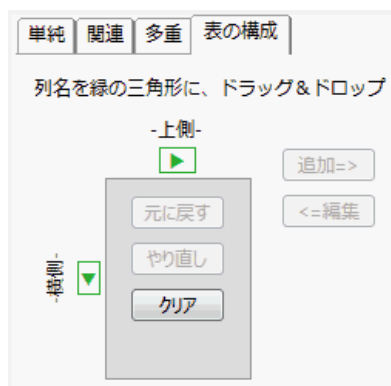 単純 関連 多重 表の構成
列名を緑の三角形に、ドラッグ&ドロップ
-上側-
追加=>
元に戻す
<=編集
やり直し
-横側-
クリア